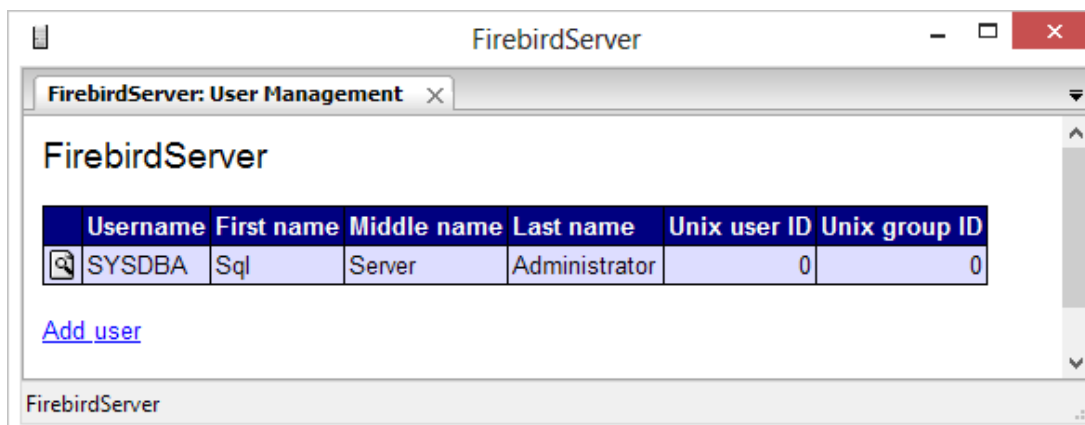 FirebirdServer
FirebirdServer: User Management
FirebirdServer
Username First name Middle name Last name Unix user ID Unix group ID
SYSDBA Sql Server Administrator 0 0
Add user
FirebirdServer